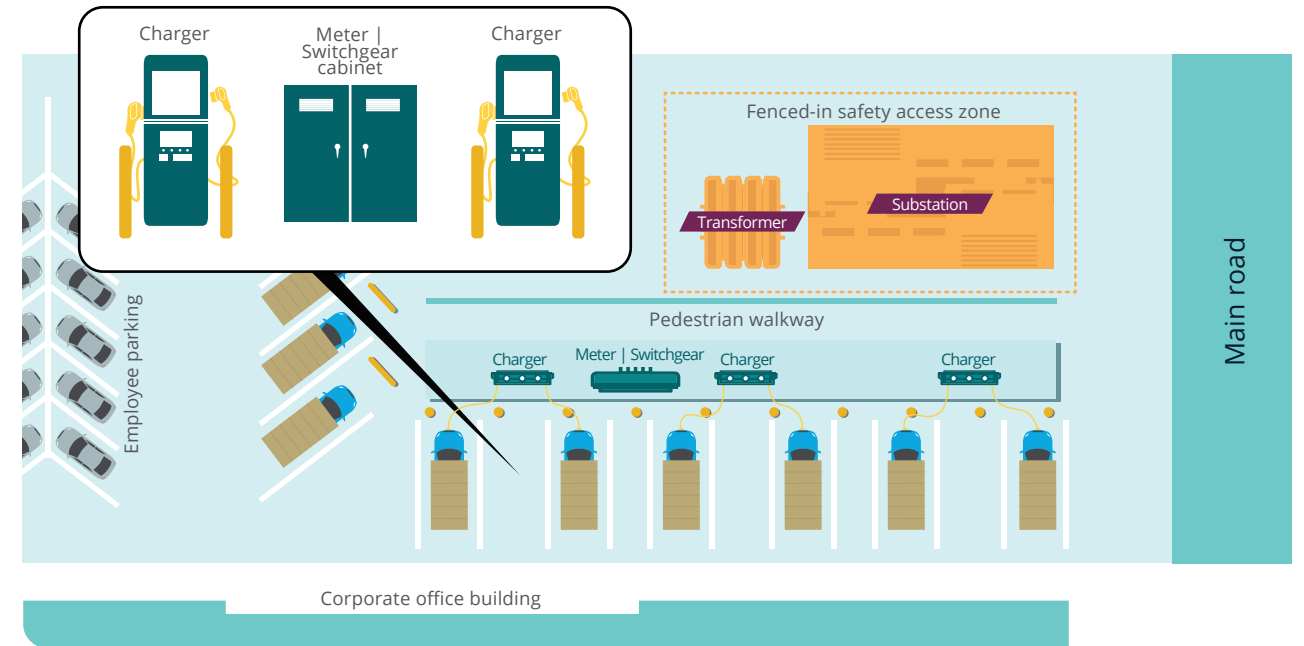 Charger
Meter |
Switchgear
cabinet
Charger
Fenced-in safety access zone
Transformer
Substation
Main road
Employee parking
Pedestrian walkway
Charger
Meter | Switchgear
Charger
Charger
Corporate office building